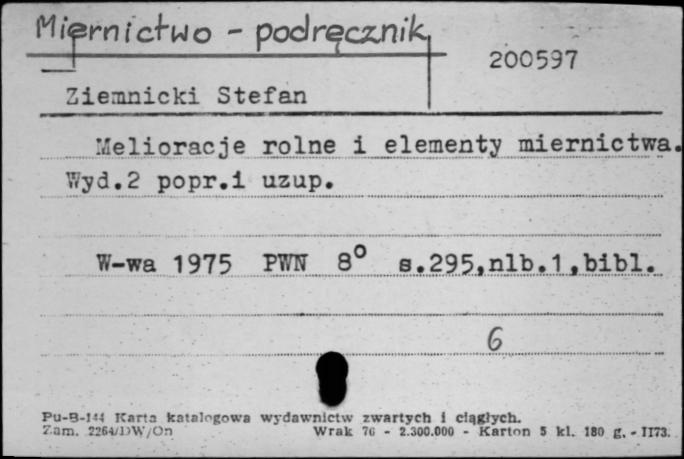 Miernictwo - podręcznik
200597
Ziemnicki Stefan
Melioracje rolne i elementy miernictwa.
Wyd.2 popr.i uzup.
W-wa 1975 PWN 8° s.295,nlb.1,bibl.
6
Pu-B-144 Karta katalogowa wydawnictw zwartych i ciągłych.
Zam. 2264/DW/On Wrak 76 - 2.300.000 - Karton 5 kl. 180 g. - II73.